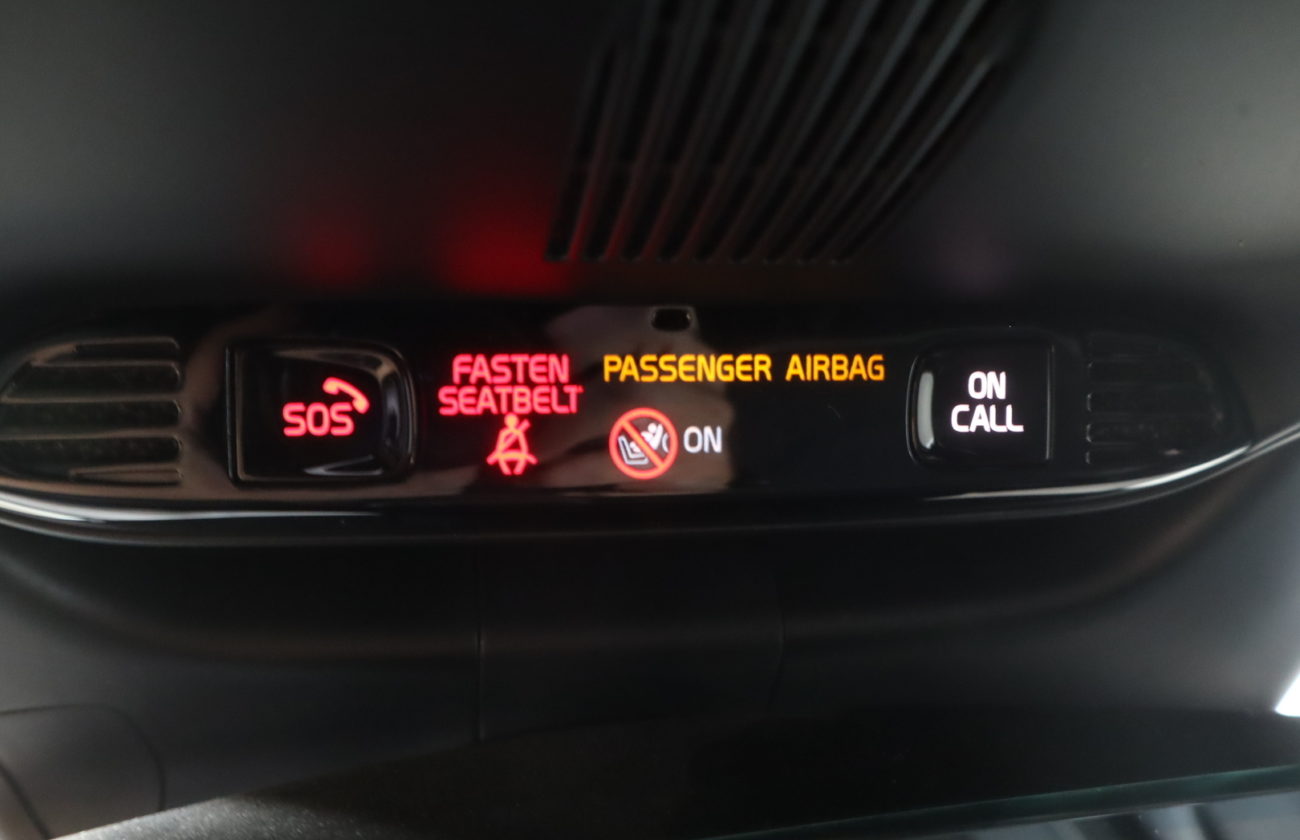 SOS
FASTEN
SEATBELT
PASSENGER AIRBAG
ON
ON
CALL